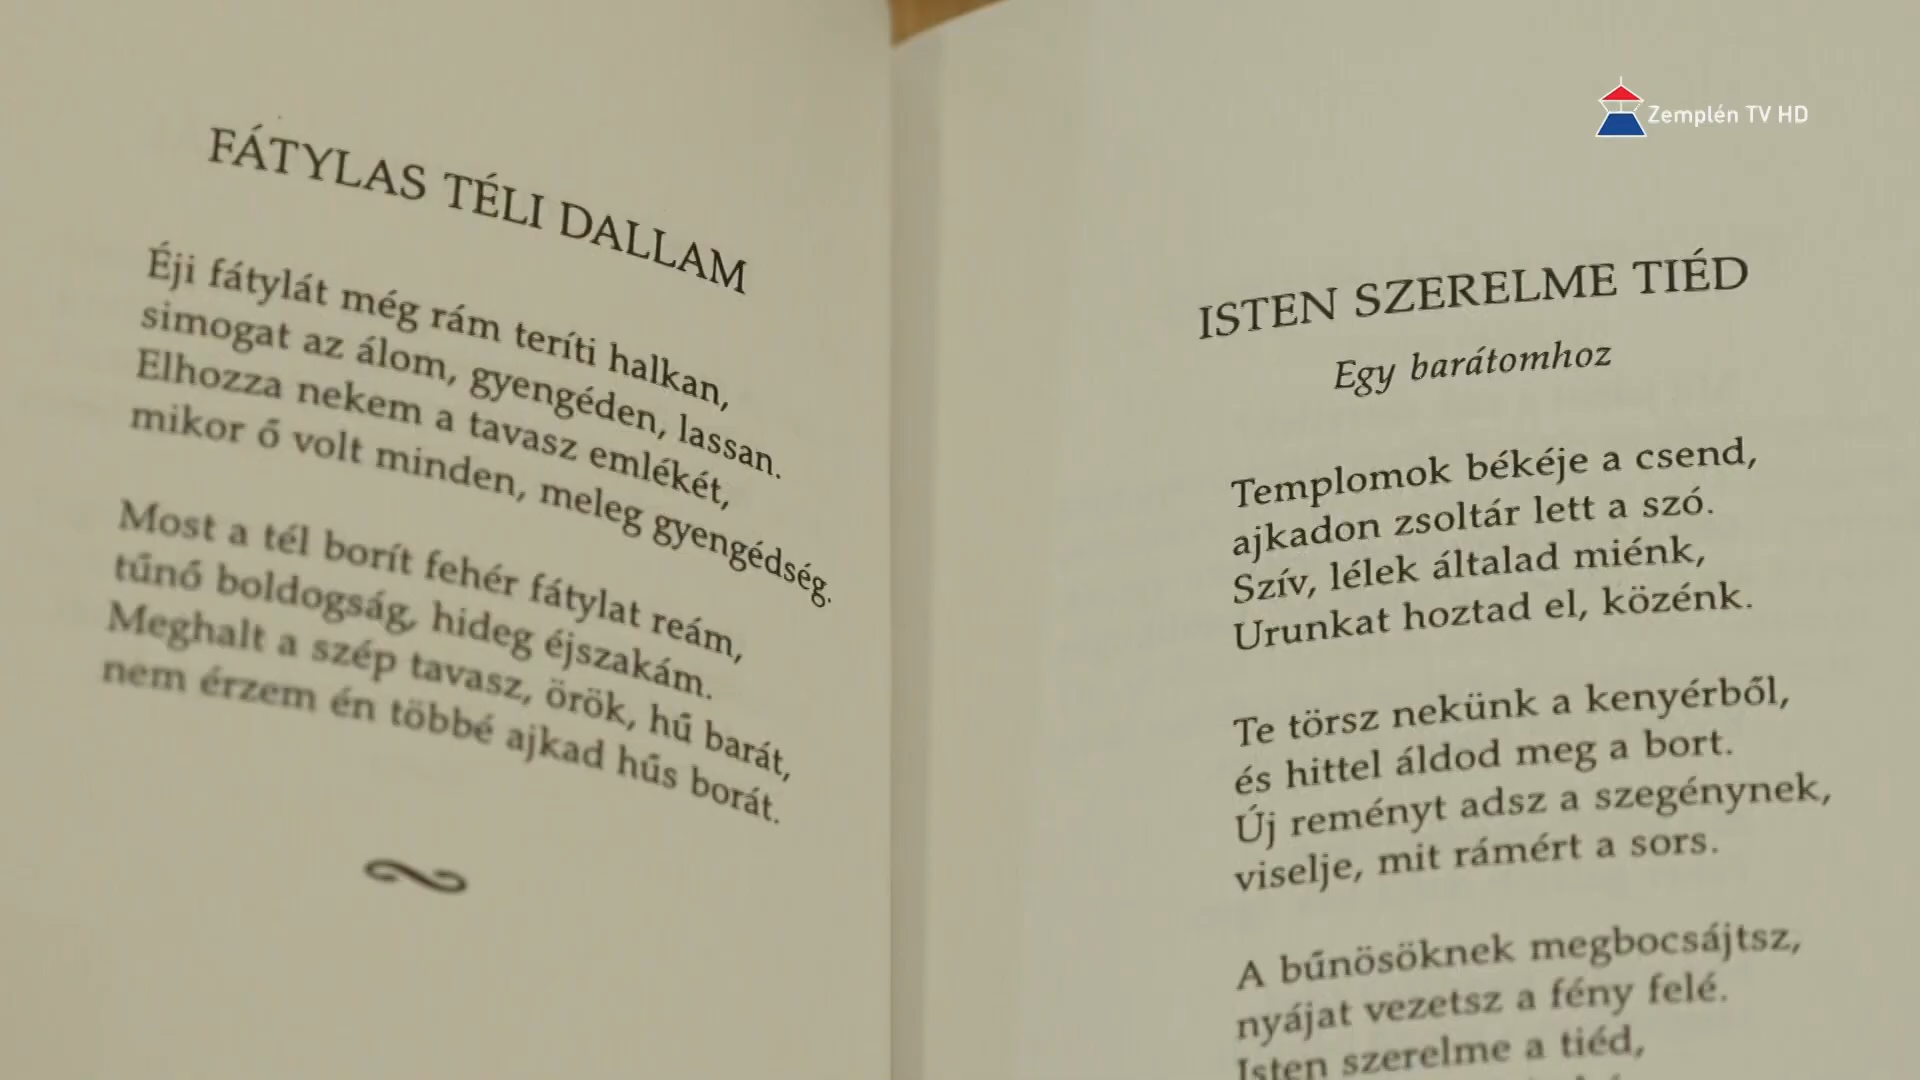 FÁTYLAS TÉLI DALLAM
Éji fátylát még rám teríti halkan,
simogat az álom, gyengéden, lassan.
Elhozza nekem a tavasz emlékét,
mikor ő volt minden, meleg gyengédség.
Most a tél borít fehér fátylat reám,
tűnő boldogság, hideg éjszakám.
Meghalt a szép tavasz, örök, hű barát,
nem érzem én többé ajkad hűs borát.
Zemplén TV HD
ISTEN SZERELME TIÉD
Egy barátomhoz
Templomok békéje a csend,
ajkadon zsoltár lett a szó.
Szív, lélek általad miénk,
Urunkat hoztad el, közénk.
Te törsz nekünk a kenyérből,
és hittel áldod meg a bort.
Új reményt adsz a szegénynek,
viselje, mit rámért a sors.
A bűnösöknek megbocsájtsz,
nyájat vezetsz a fény felé.
Isten szerelme a tiéd,